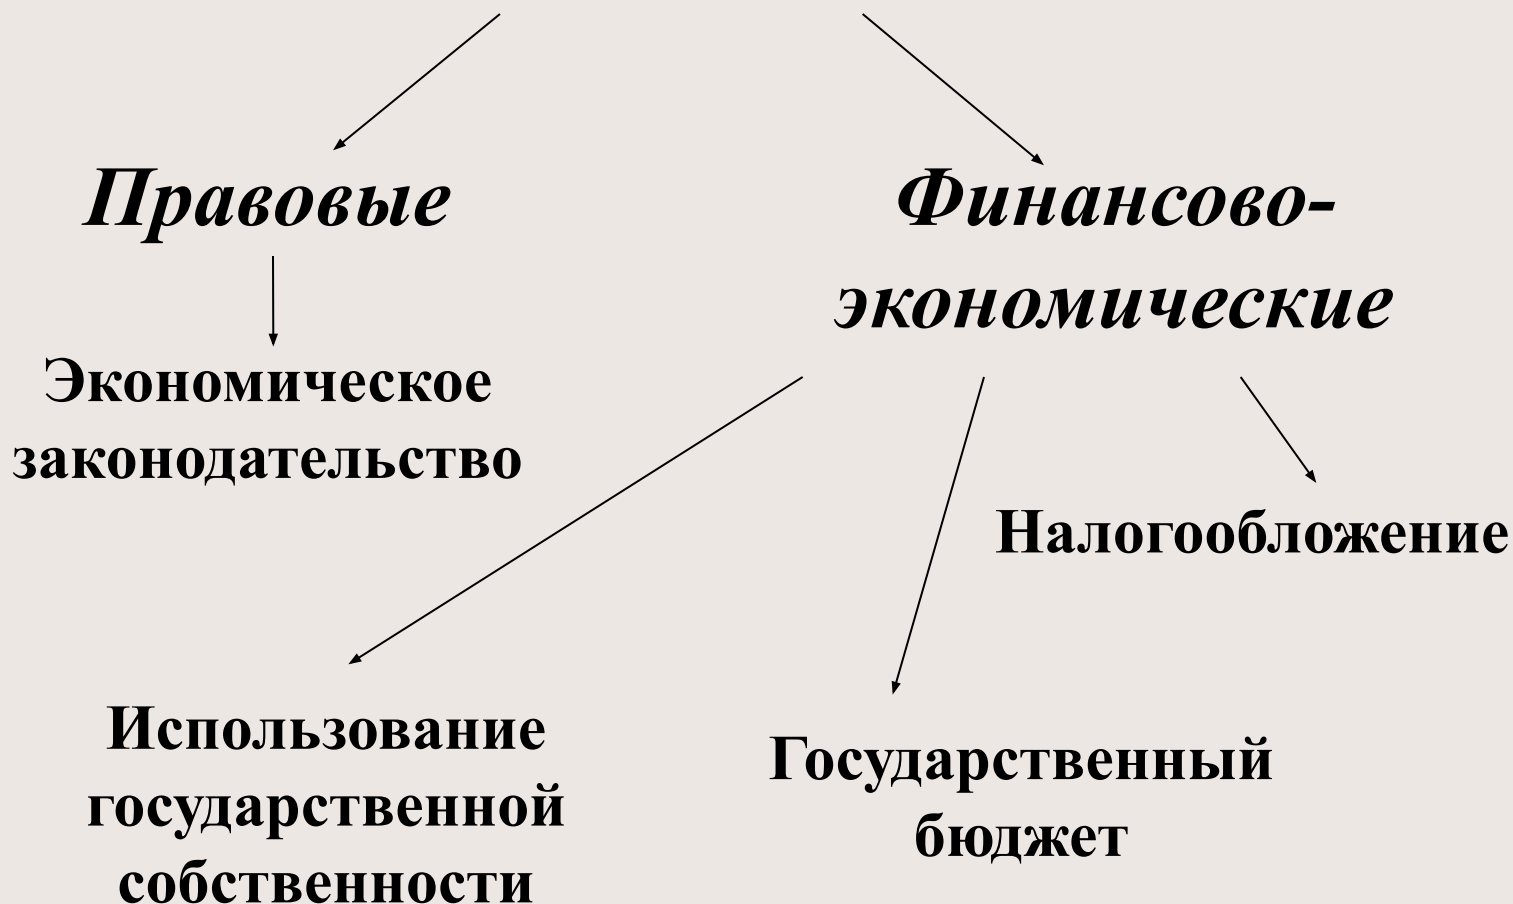 Правовые
Финансово-
экономические
Экономическое
законодательство
Налогообложение
Использование
государственной
собственности
Государственный
бюджет